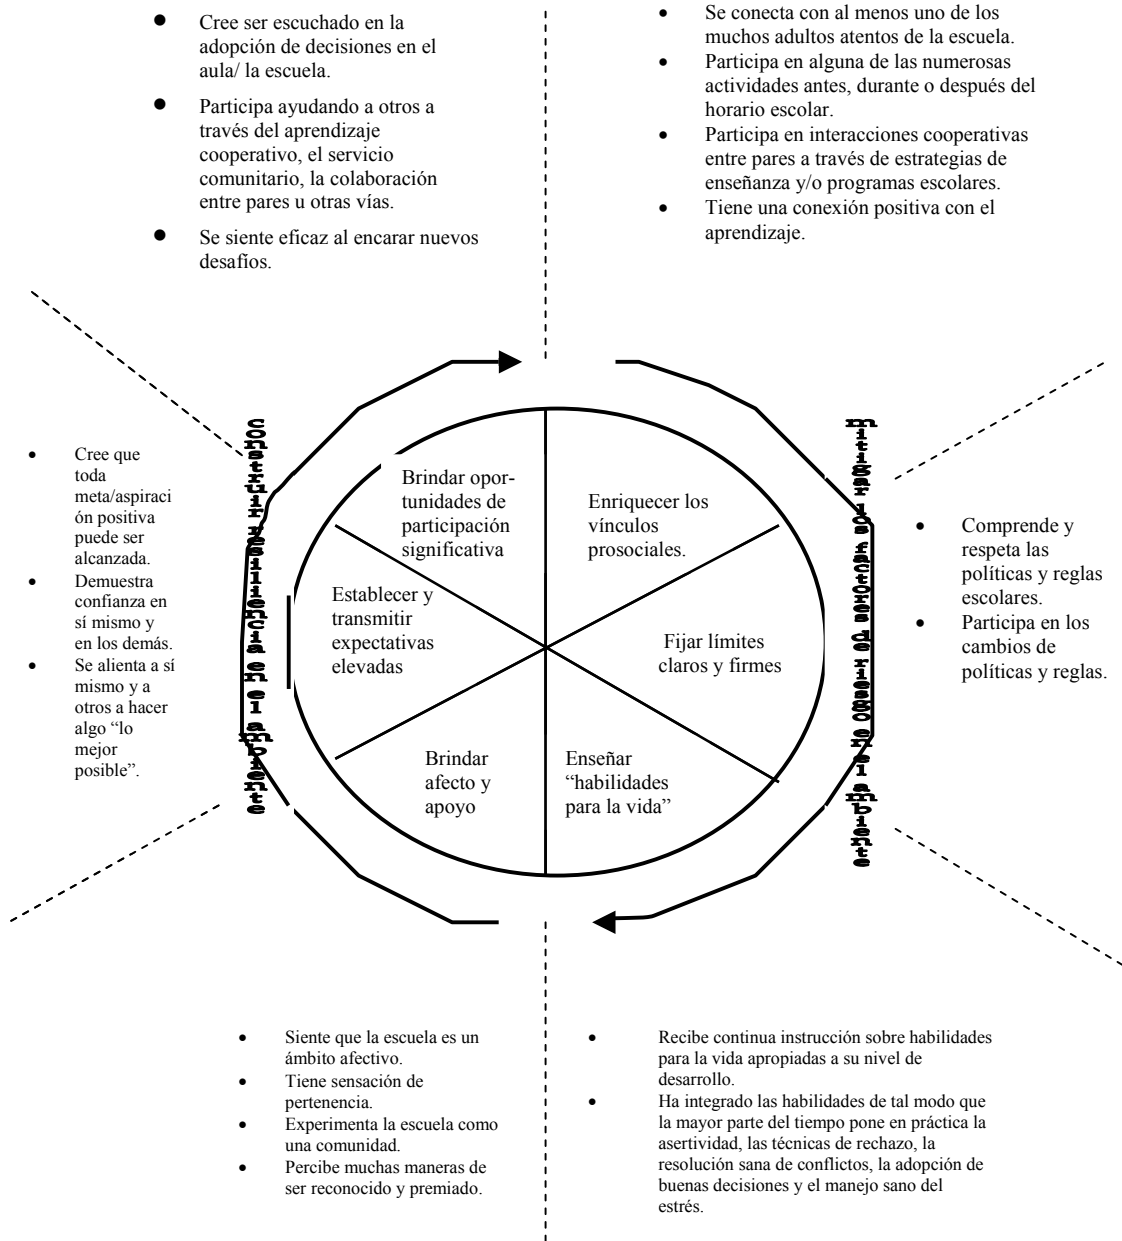 • Cree ser escuchado en la
adopción de decisiones en el
aula/ la escuela.
• Participa ayudando a otros a
través del aprendizaje
cooperativo, el servicio
comunitario, la colaboración
entre pares u otras vías.
• Se siente eficaz al encarar nuevos
desafíos.
• Se conecta con al menos uno de los
muchos adultos atentos de la escuela.
• Participa en alguna de las numerosas
actividades antes, durante o después del
horario escolar.
• Participa en interacciones cooperativas
entre pares a través de estrategias de
enseñanza y/o programas escolares.
• Tiene una conexión positiva con el
aprendizaje.
• Cree que
toda
meta/aspiraci
ón positiva
puede ser
alcanzada.
• Demuestra
confianza en
sí mismo y
en los demás.
• Se alienta a sí
mismo y a
otros a hacer
algo “lo
mejor
posible”.
Construir resiliencia en el ambiente
Brindar opor-
tunidades de
participación
significativa
Enriquecer los
vínculos
prosociales.
Establecer y
transmitir
expectativas
elevadas
Fijar límites
claros y firmes
Brindar
afecto y
apoyo
Enseñar
“habilidades
para la vida”
mitigar los factores de riesgo en el ambiente
• Comprende y
respeta las
políticas y reglas
escolares.
• Participa en los
cambios de
políticas y reglas.
• Siente que la escuela es un
ámbito afectivo.
• Tiene sensación de
pertenencia.
• Experimenta la escuela como
una comunidad.
• Percibe muchas maneras de
ser reconocido y premiado.
• Recibe continua instrucción sobre habilidades
para la vida apropiadas a su nivel de
desarrollo.
• Ha integrado las habilidades de tal modo que
la mayor parte del tiempo pone en práctica la
asertividad, las técnicas de rechazo, la
resolución sana de conflictos, la adopción de
buenas decisiones y el manejo sano del
estrés.